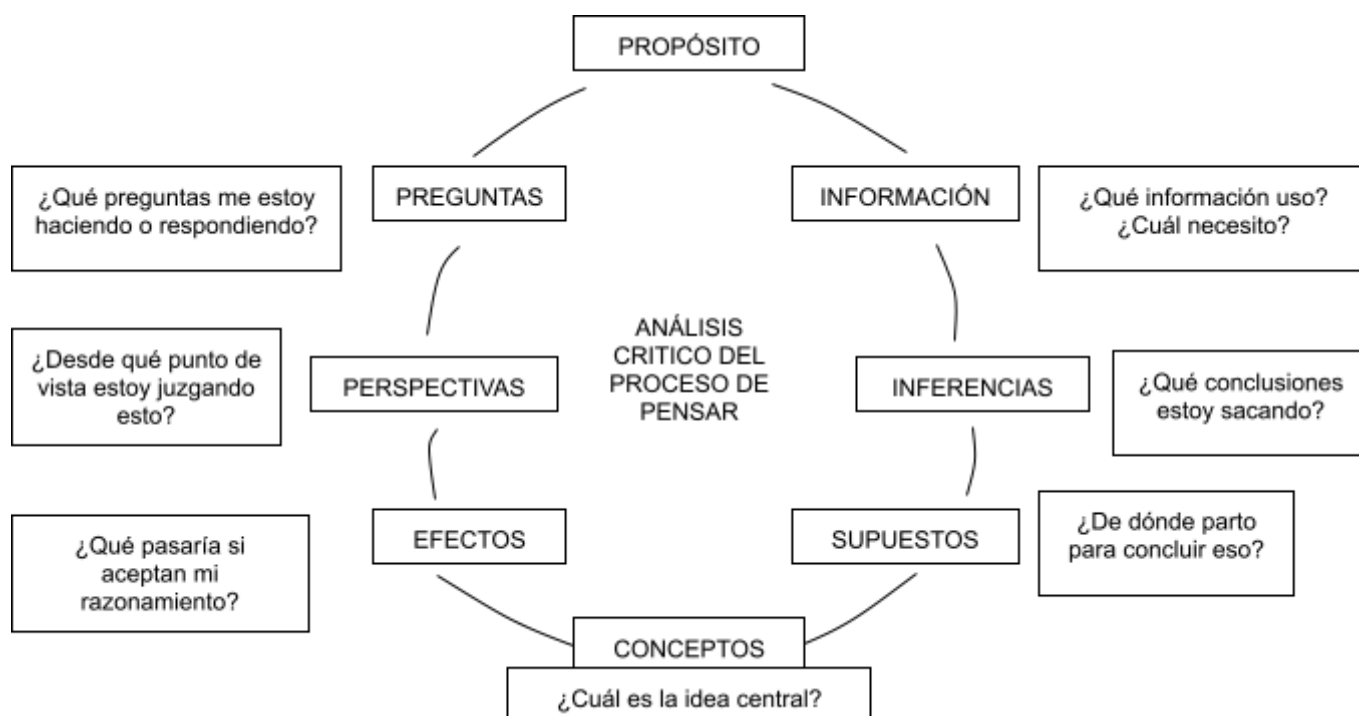 PROPÓSITO
PREGUNTAS
¿Qué preguntas me estoy
haciendo o respondiendo?
INFORMACIÓN
¿Qué información uso?
¿Cuál necesito?
ANÁLISIS
CRITICO DEL
PROCESO DE
PENSAR
¿Desde qué punto de
vista estoy juzgando
esto?
PERSPECTIVAS
INFERENCIAS
¿Qué conclusiones
estoy sacando?
¿Qué pasaría si
aceptan mi
razonamiento?
EFECTOS
SUPUESTOS
¿De dónde parto
para concluir eso?
CONCEPTOS
¿Cuál es la idea central?